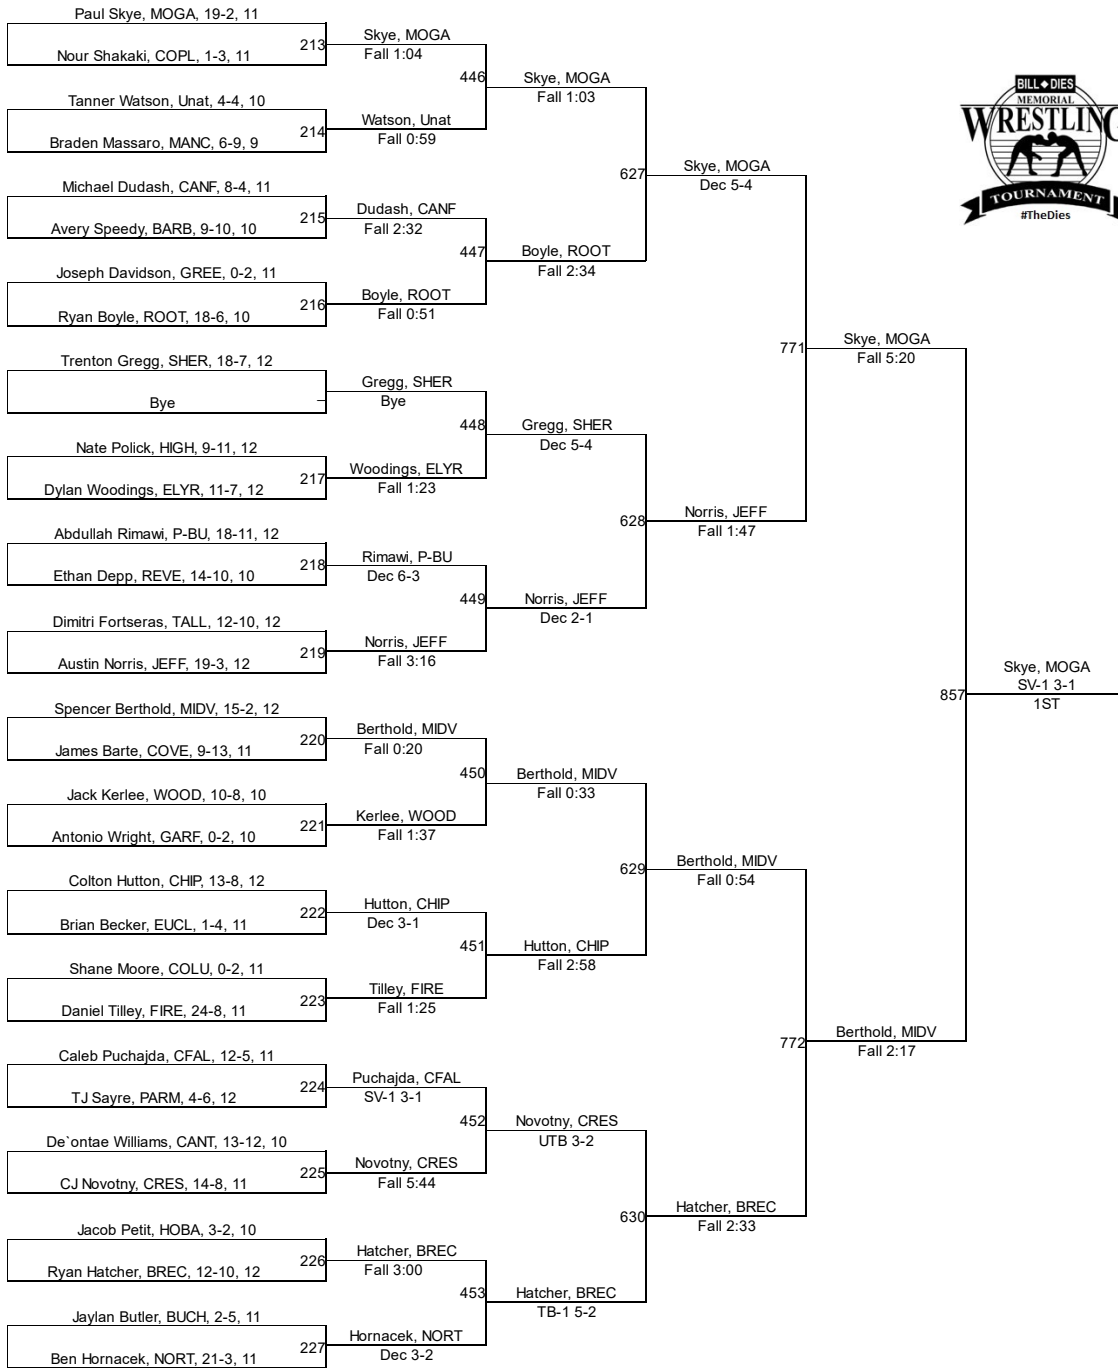 Paul Skye, MOGA, 19-2, 11
213
Nour Shakaki, COPL, 1-3, 11
Skye, MOGA
Fall 1:04
446
Tanner Watson, Unat, 4-4, 10
214
Braden Massaro, MANC, 6-9, 9
Watson, Unat
Fall 0:59
Skye, MOGA
Fall 1:03
627
Michael Dudash, CANF, 8-4, 11
215
Avery Speedy, BARB, 9-10, 10
Dudash, CANF
Fall 2:32
447
Joseph Davidson, GREE, 0-2, 11
216
Ryan Boyle, ROOT, 18-6, 10
Boyle, ROOT
Fall 0:51
Boyle, ROOT
Fall 2:34
Skye, MOGA
Dec 5-4
771
Trenton Gregg, SHER, 18-7, 12
Bye
Gregg, SHER
Bye
448
Nate Polick, HIGH, 9-11, 12
217
Dylan Woodings, ELYR, 11-7, 12
Woodings, ELYR
Fall 1:23
Gregg, SHER
Dec 5-4
628
Abdullah Rimawi, P-BU, 18-11, 12
218
Ethan Depp, REVE, 14-10, 10
Rimawi, P-BU
Dec 6-3
449
Dimitri Fortseras, TALL, 12-10, 12
219
Austin Norris, JEFF, 19-3, 12
Norris, JEFF
Fall 3:16
Norris, JEFF
Dec 2-1
Norris, JEFF
Fall 1:47
Skye, MOGA
Fall 5:20
857
Spencer Berthold, MIDV, 15-2, 12
220
James Barte, COVE, 9-13, 11
Berthold, MIDV
Fall 0:20
450
Jack Kerlee, WOOD, 10-8, 10
221
Antonio Wright, GARF, 0-2, 10
Kerlee, WOOD
Fall 1:37
Berthold, MIDV
Fall 0:33
629
Colton Hutton, CHIP, 13-8, 12
222
Brian Becker, EUCL, 1-4, 11
Hutton, CHIP
Dec 3-1
451
Shane Moore, COLU, 0-2, 11
223
Daniel Tilley, FIRE, 24-8, 11
Tilley, FIRE
Fall 1:25
Hutton, CHIP
Fall 2:58
Berthold, MIDV
Fall 0:54
772
Caleb Puchajda, CFAL, 12-5, 11
224
TJ Sayre, PARM, 4-6, 12
Puchajda, CFAL
SV-1 3-1
452
De`ontae Williams, CANT, 13-12, 10
225
CJ Novotny, CRES, 14-8, 11
Novotny, CRES
Fall 5:44
Novotny, CRES
UTB 3-2
630
Jacob Petit, HOBA, 3-2, 10
226
Ryan Hatcher, BREC, 12-10, 12
Hatcher, BREC
Fall 3:00
453
Jaylan Butler, BUCH, 2-5, 11
227
Ben Hornacek, NORT, 21-3, 11
Hornacek, NORT
Dec 3-2
Hatcher, BREC
TB-1 5-2
Hatcher, BREC
Fall 2:33
Berthold, MIDV
Fall 2:17
Skye, MOGA
SV-1 3-1
1ST
BILL◆DIES
MEMORIAL
WRESTLING
TOURNAMENT
#TheDies